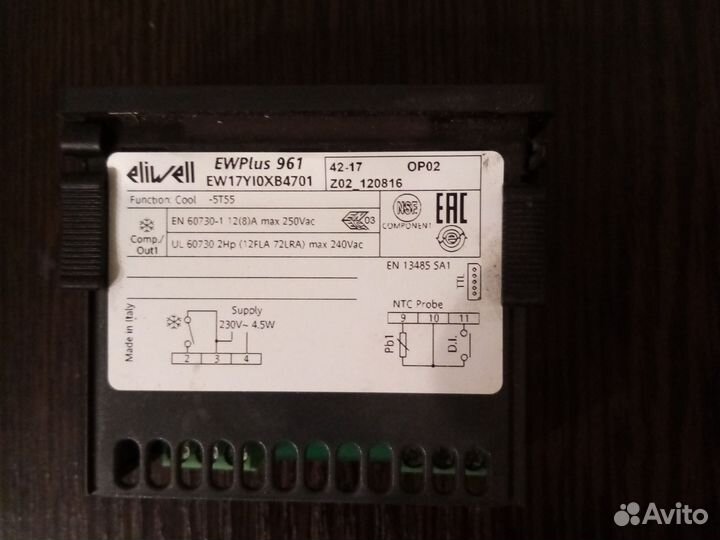 eliwell
EWPlus 961
EW17YI0XB4701
42-17 OP02
Z02_120816
Function: Cool -5T55
Comp./
Out1
EN 60730-1 12(8)A max 250Vac
03
UL 60730 2Hp (12FLA 72LRA) max 240Vac
NSF
COMPONENT
EAC
EN 13485 SA1
TTL
Made in Italy
Supply
230V~ 4.5W
2 3 4
NTC Probe
9 10 11
Pb1
D.I.
Avito